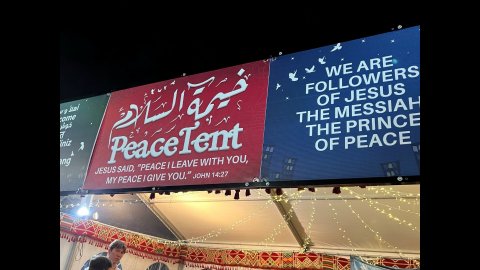 خيمة السلام
Peace Tent
JESUS SAID, "PEACE I LEAVE WITH YOU,
MY PEACE I GIVE YOU." JOHN 14:27
WE ARE
FOLLOWERS
OF JESUS
THE MESSIAH
THE PRINCE
OF PEACE